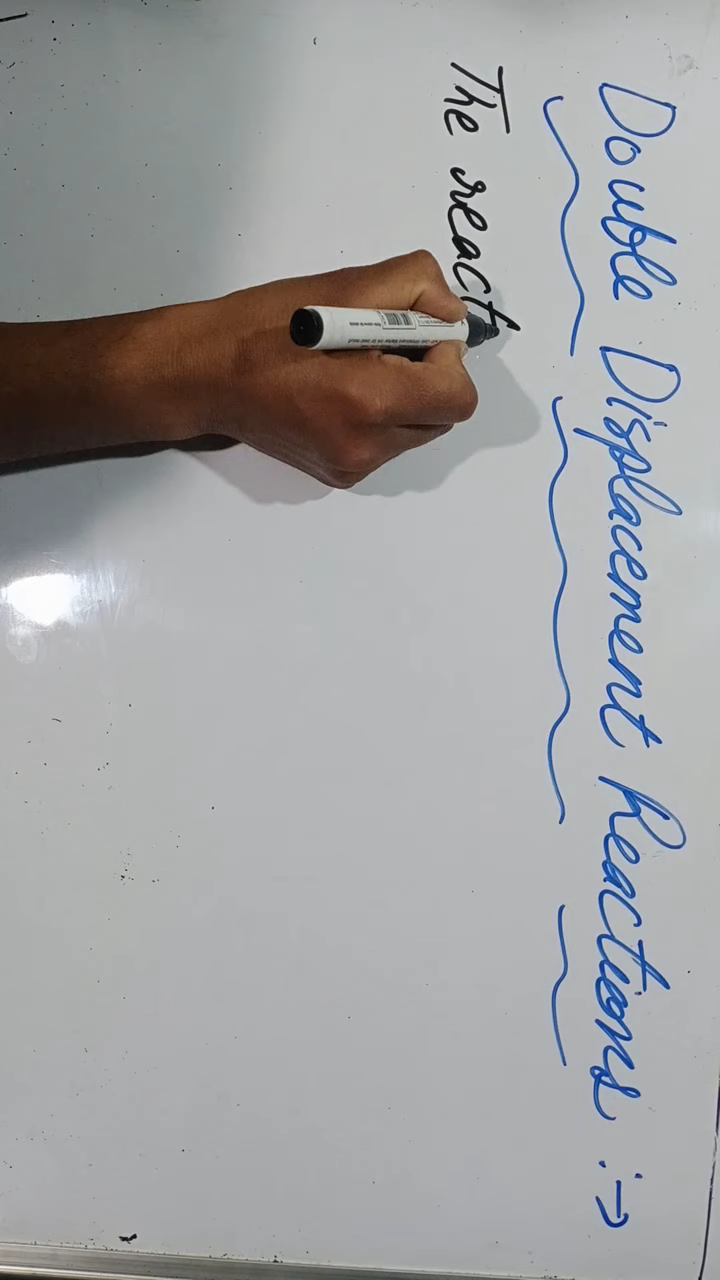 Double Displacement Reactions :→
The react